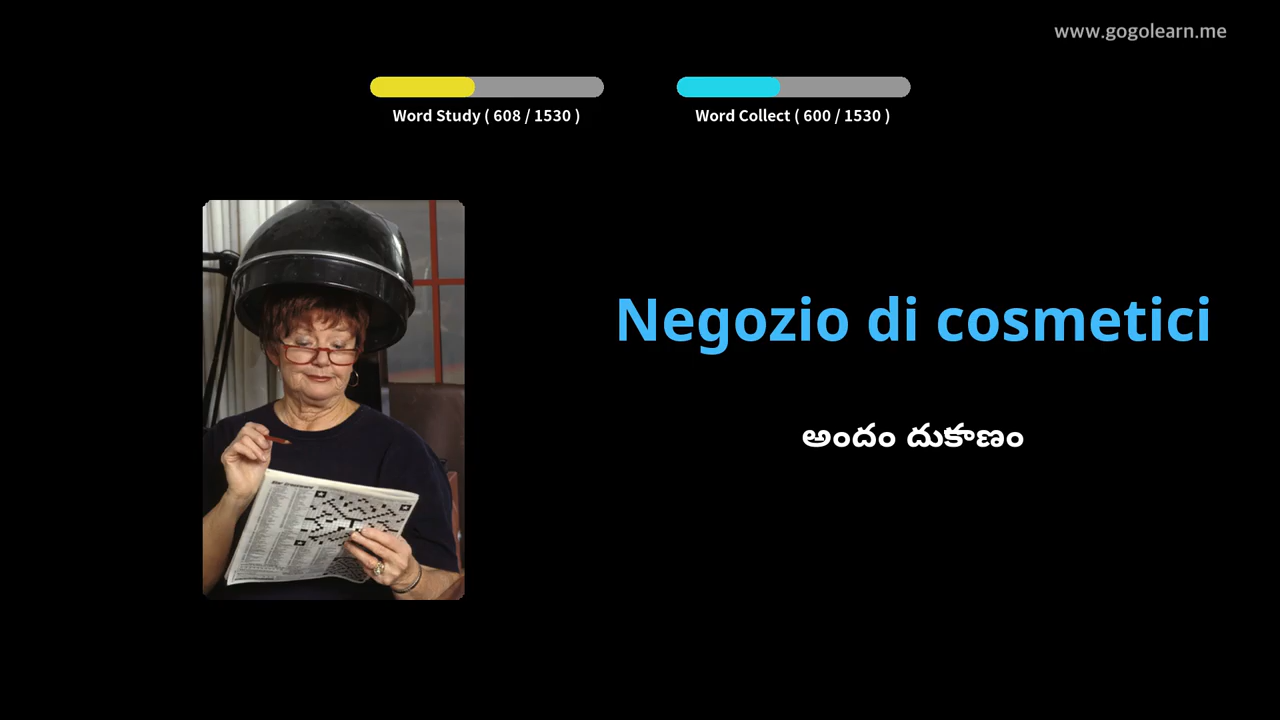 www.gogolearn.me
Word Study ( 608 / 1530 )
Word Collect ( 600 / 1530 )
Negozio di cosmetici
అందం దుకాణం